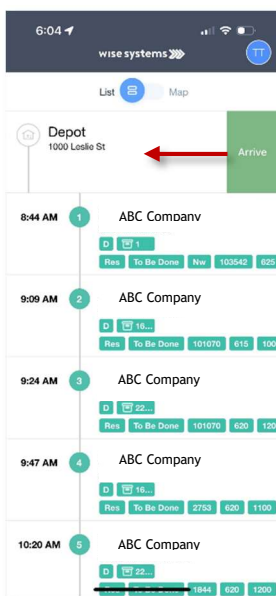 6:04
wise systems
TT
List Map
Depot
1000 Leslie St
Arrive
8:44 AM 1 ABC Company
D 1
Res To Be Done Nw 103542 625
9:09 AM 2 ABC Company
D 16...
Res To Be Done 101070 615 100
9:24 AM 3 ABC Company
D 22...
Res To Be Done 101070 620 120
9:47 AM 4 ABC Company
D 16...
Res To Be Done 2753 620 1100
10:20 AM 5 ABC Company
D 22...
1844 620 1200